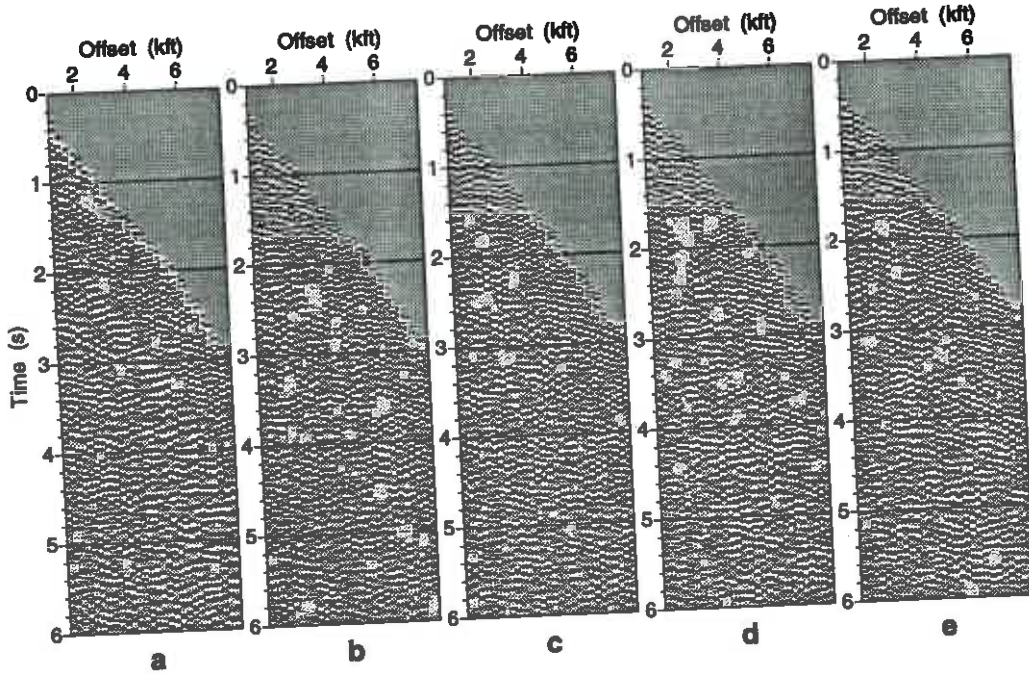 Offset (kft) Offset (kft) Offset (kft) Offset (kft) Offset (kft)
2 4 6 2 4 6 2 4 6 2 4 6 2 4 6
0 0 0 0 0
1 1 1 1 1
2 2 2 2 2
3 3 3 3 3
4 4 4 4 4
5 5 5 5 5
6 6 6 6 6
Time (s)
a b c d e